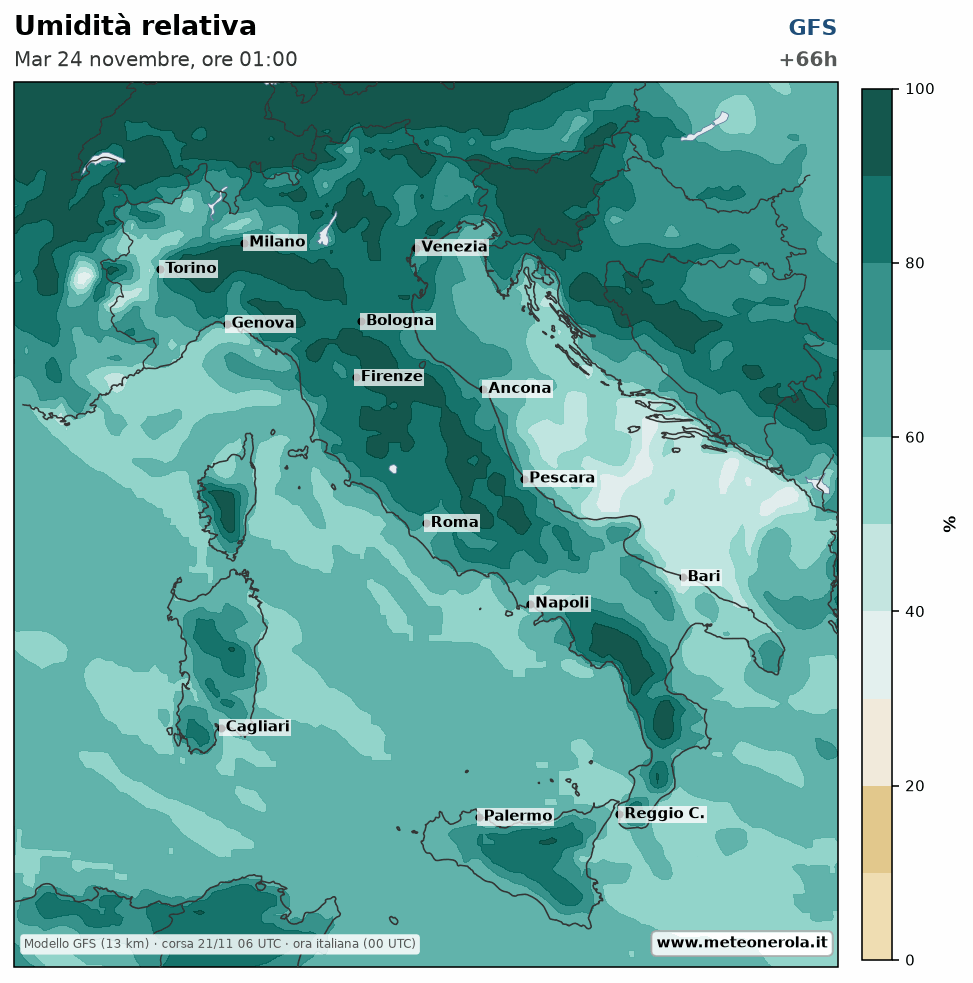 Umidità relativa
GFS
Mar 24 novembre, ore 01:00
+66h
100
80
60
40
20
0
%
Milano
Venezia
Torino
Genova
Bologna
Firenze
Ancona
Pescara
Roma
Bari
Napoli
Cagliari
Palermo
Reggio C.
Modello GFS (13 km) · corsa 21/11 06 UTC · ora italiana (00 UTC)
www.meteonerola.it